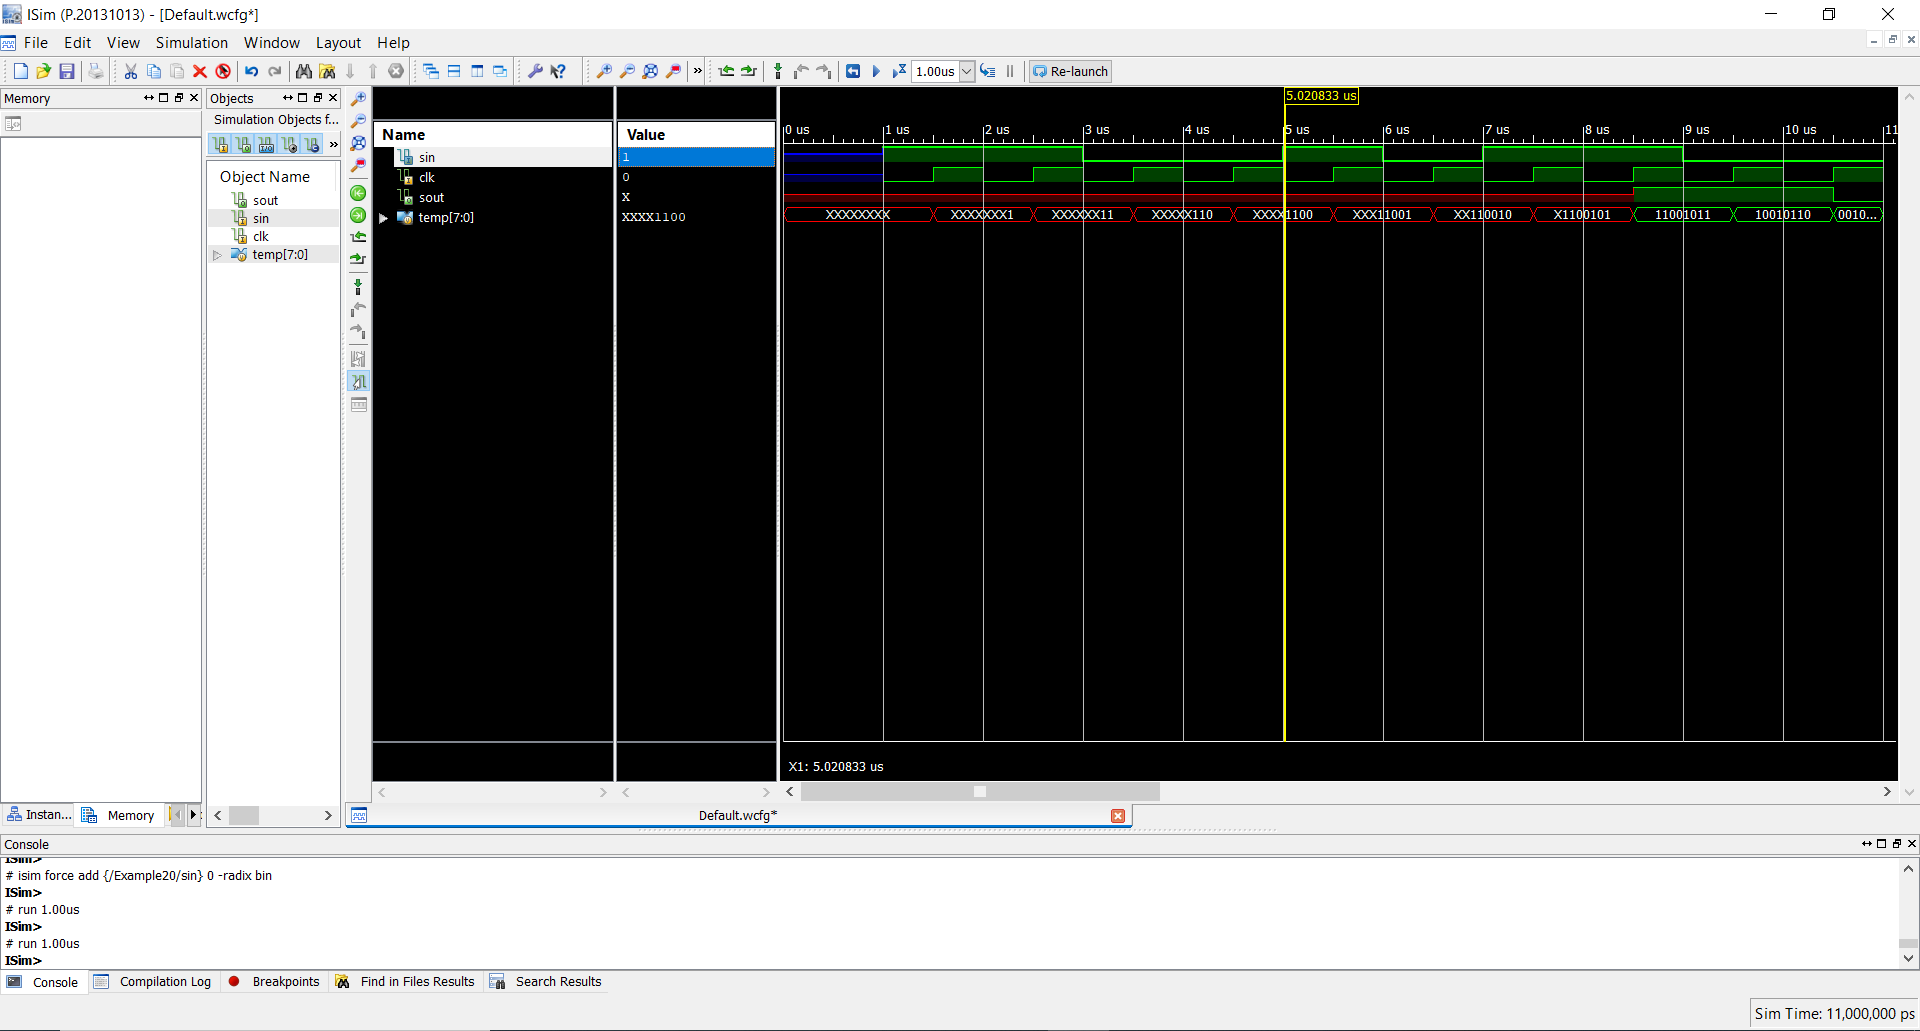 ISim (P.20131013) - [Default.wcfg*]
File Edit View Simulation Window Layout Help
1.00us Re-launch
Memory
Objects
Simulation Objects f...
Object Name
sout
sin
clk
temp[7:0]
Name Value
sin 1
clk 0
sout X
temp[7:0] XXXX1100
5.020833 us
0 us 1 us 2 us 3 us 4 us 5 us 6 us 7 us 8 us 9 us 10 us 11
XXXXXXXX XXXXXXX1 XXXXXX11 XXXXX110 XXXX1100 XXX11001 XX110010 X1100101 11001011 10010110 0010...
X1: 5.020833 us
Instan... Memory
Default.wcfg*
Console
ISim>
# isim force add {/Example20/sin} 0 -radix bin
ISim>
# run 1.00us
ISim>
# run 1.00us
ISim>
Console Compilation Log Breakpoints Find in Files Results Search Results
Sim Time: 11,000,000 ps